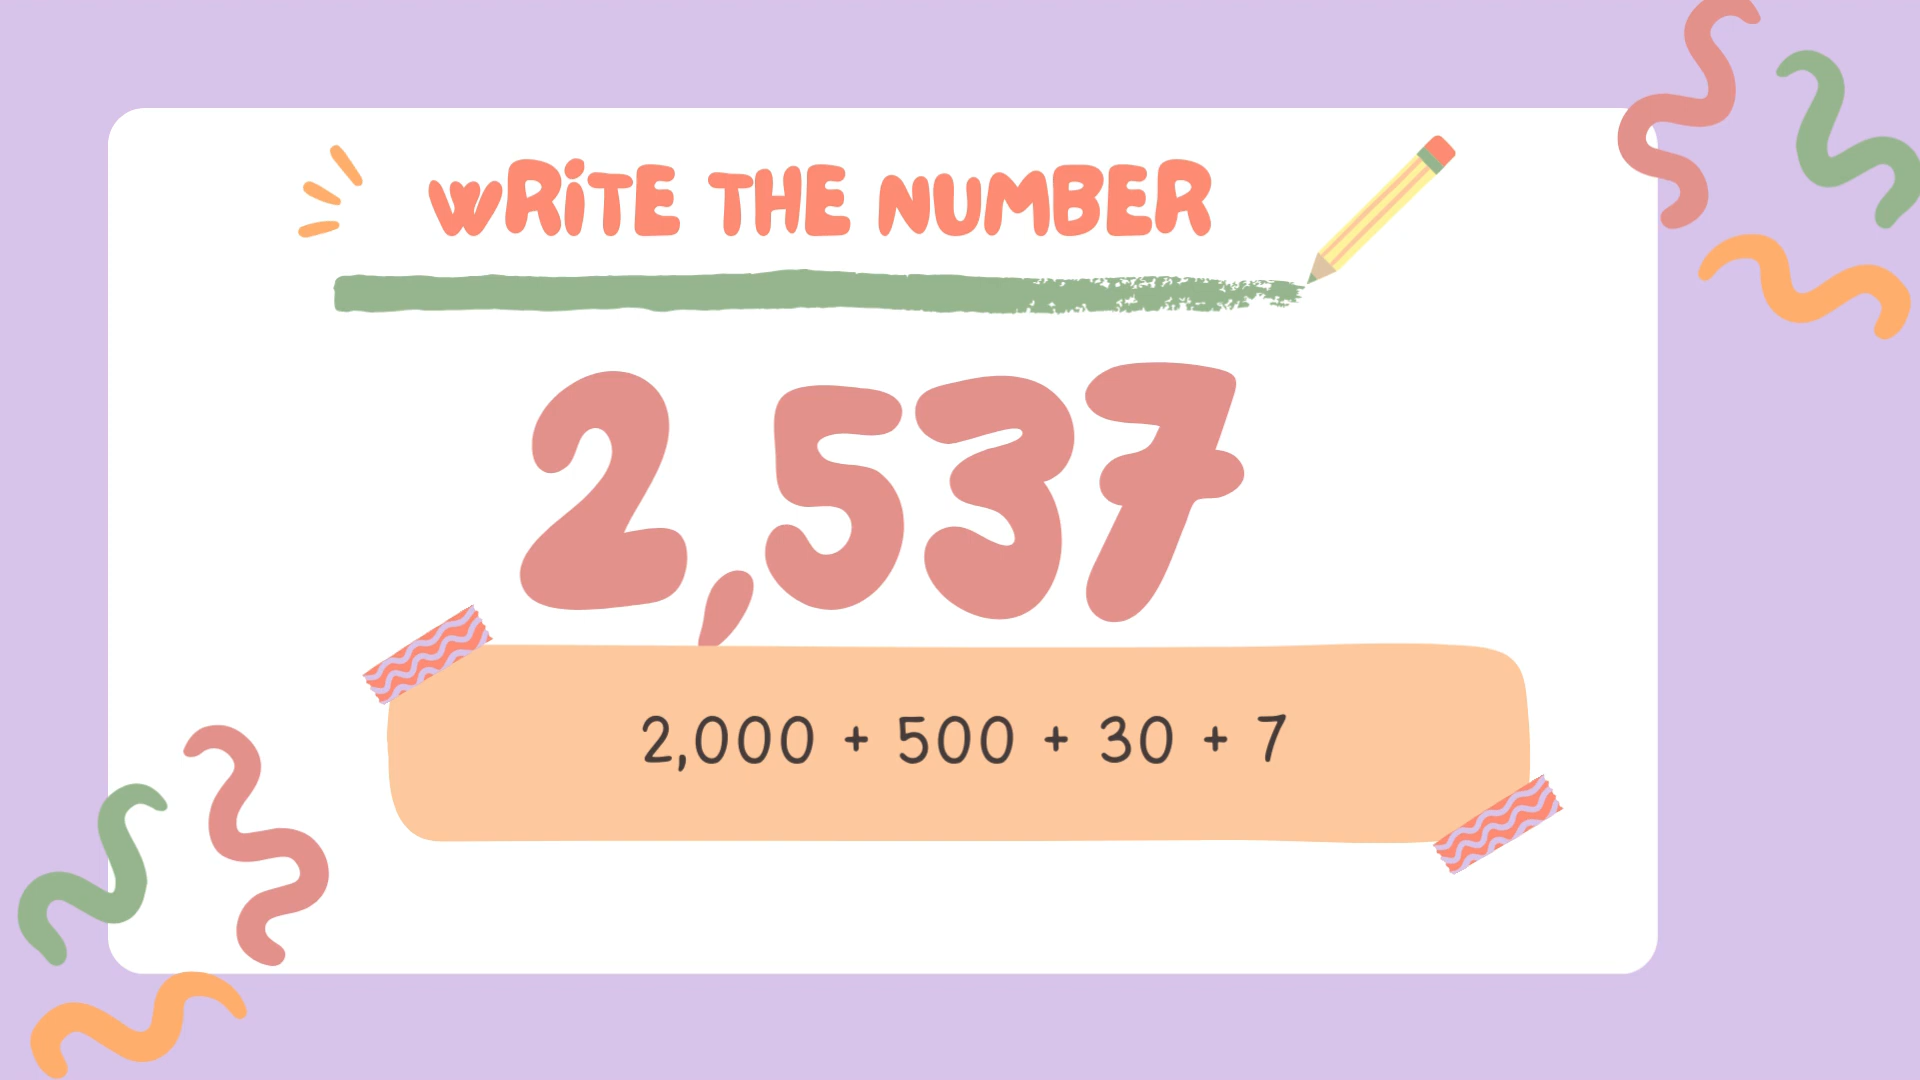 WRiTE THE NUMBER
2,537
2,000 + 500 + 30 + 7